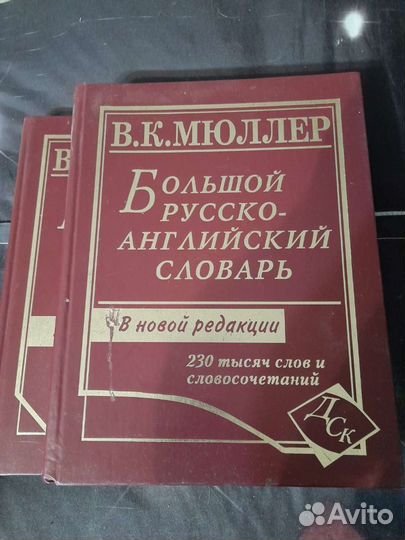 В.К.МЮЛЛЕР
БОЛЬШОЙ
РУССКО-
АНГЛИЙСКИЙ
СЛОВАРЬ
В новой редакции
230 тысяч слов и
словосочетаний
ДСК
В
Avito